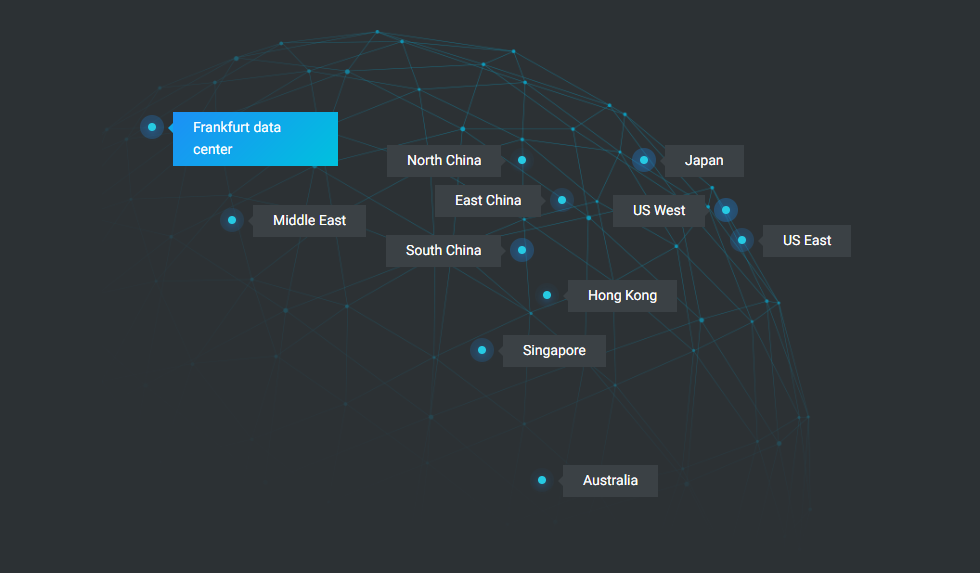 Frankfurt data
center
North China
Japan
East China
US West
Middle East
US East
South China
Hong Kong
Singapore
Australia